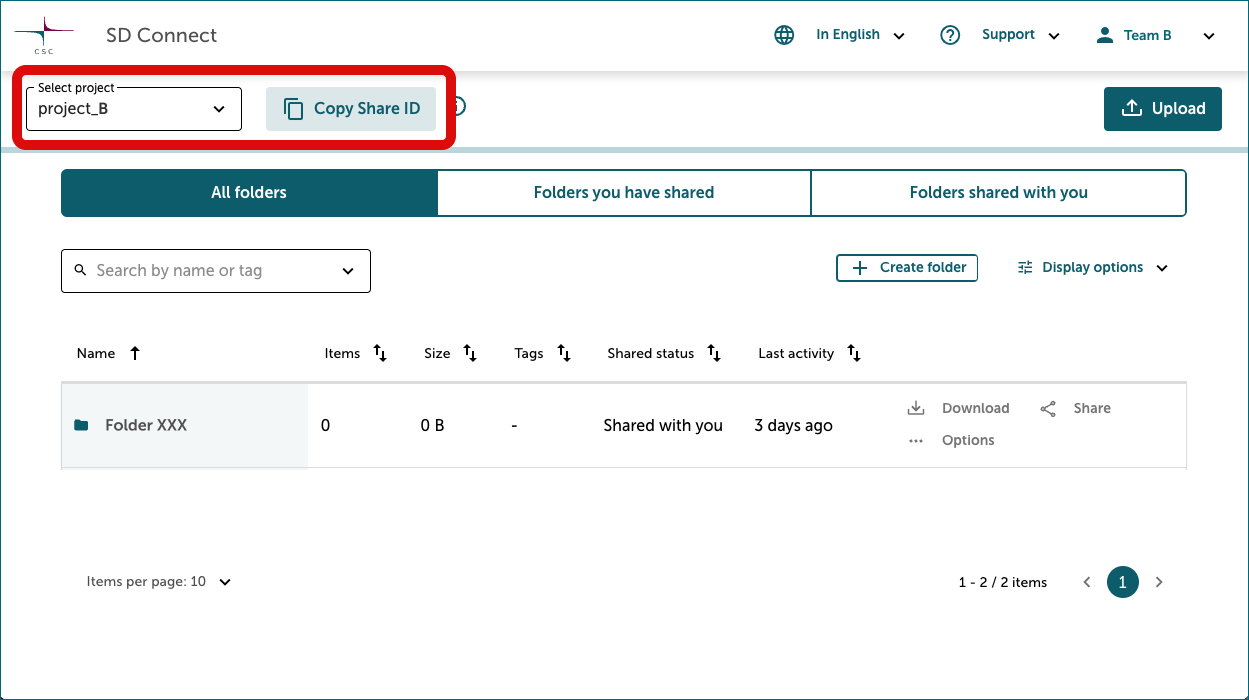 CSC
SD Connect
In English
Support
Team B
Select project
project_B
Copy Share ID
Upload
All folders
Folders you have shared
Folders shared with you
Search by name or tag
Create folder
Display options
Name
Items
Size
Tags
Shared status
Last activity
Folder XXX
0
0 B
-
Shared with you
3 days ago
Download
Share
Options
Items per page: 10
1 - 2 / 2 items
1